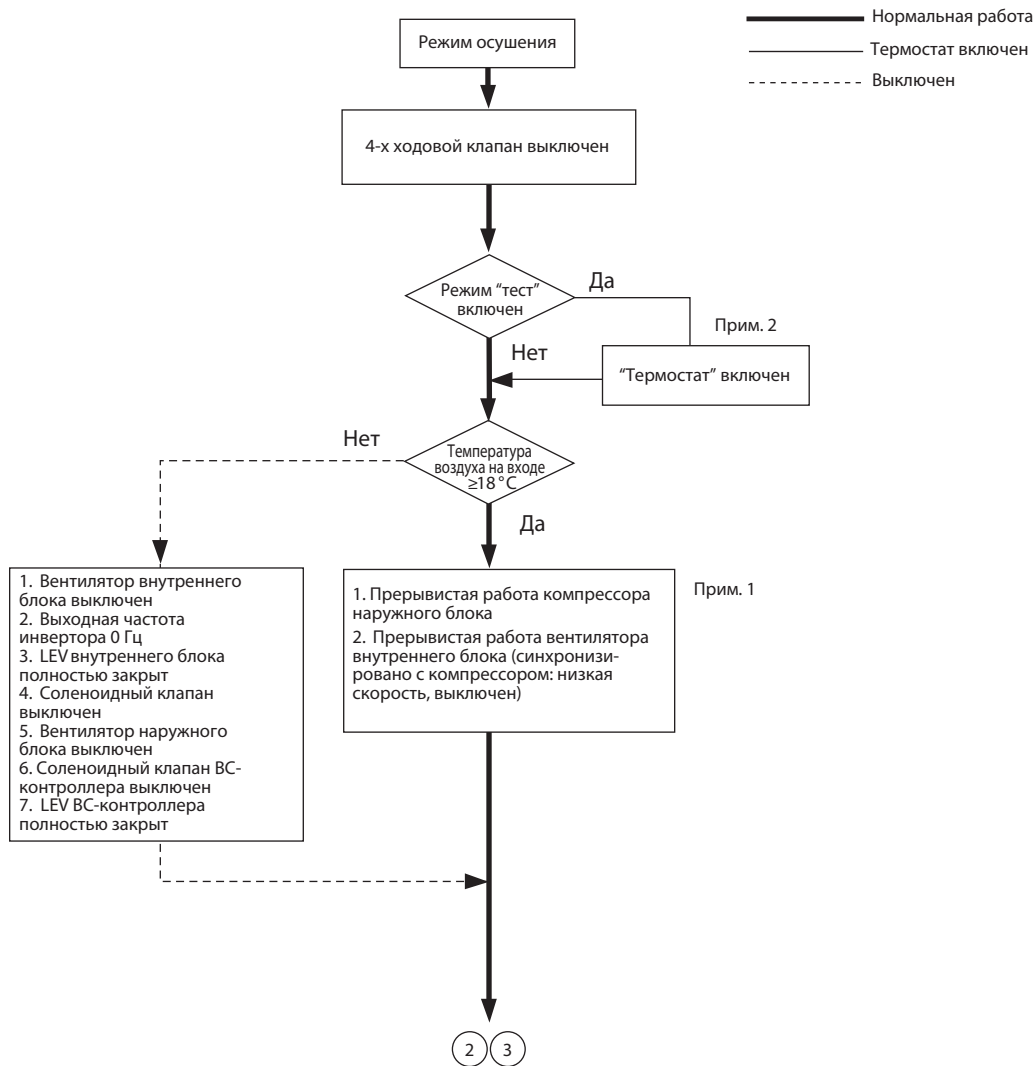 Нормальная работа
Термостат включен
Выключен
Режим осушения
4-х ходовой клапан выключен
Режим “тест”
включен
Да
Прим. 2
Нет
“Термостат” включен
Нет
Температура
воздуха на входе
≥18°C
Да
1. Вентилятор внутреннего
блока выключен
2. Выходная частота
инвертора 0 Гц
3. LEV внутреннего блока
полностью закрыт
4. Соленоидный клапан
выключен
5. Вентилятор наружного
блока выключен
6. Соленоидный клапан ВС-
контроллера выключен
7. LEV ВС-контроллера
полностью закрыт
1. Прерывистая работа компрессора
наружного блока
2. Прерывистая работа вентилятора
внутреннего блока (синхронизи-
ровано с компрессором: низкая
скорость, выключен)
Прим. 1
2 3